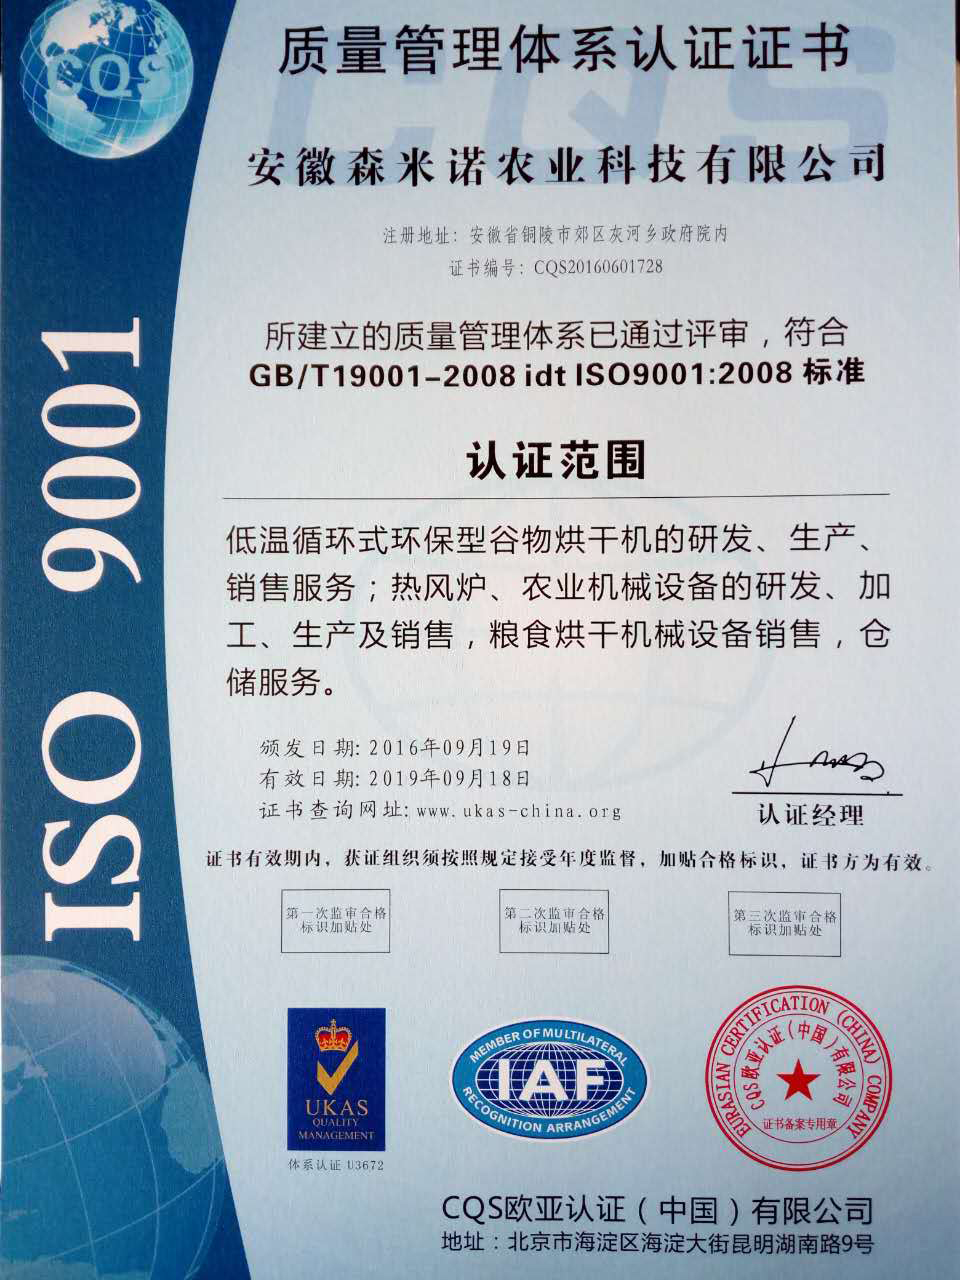 CQS
质量管理体系认证证书
CQS
安徽森米诺农业科技有限公司
注册地址：安徽省铜陵市郊区灰河乡政府院内
证书编号：CQS20160601728
所建立的质量管理体系已通过评审，符合
GB/T19001-2008 idt ISO9001:2008 标准
ISO 9001
认证范围
低温循环式环保型谷物烘干机的研发、生产、
销售服务；热风炉、农业机械设备的研发、加
工、生产及销售，粮食烘干机械设备销售，仓
储服务。
颁发日期：2016年09月19日
有效日期：2019年09月18日
证书查询网址：www.ukas-china.org
认证经理
证书有效期内，获证组织须按照规定接受年度监督，加贴合格标识，证书方为有效。
第一次监审合格
标识加贴处
第二次监审合格
标识加贴处
第三次监审合格
标识加贴处
UKAS
QUALITY
MANAGEMENT
体系认证 U3672
MEMBER OF MULTILATERAL
IAF
RECOGNITION ARRANGEMENT
EURASIAN CERTIFICATION (CHINA) COMPANY
CQS欧亚认证（中国）有限公司
证书备案专用章
CQS欧亚认证（中国）有限公司
地址：北京市海淀区海淀大街昆明湖南路9号